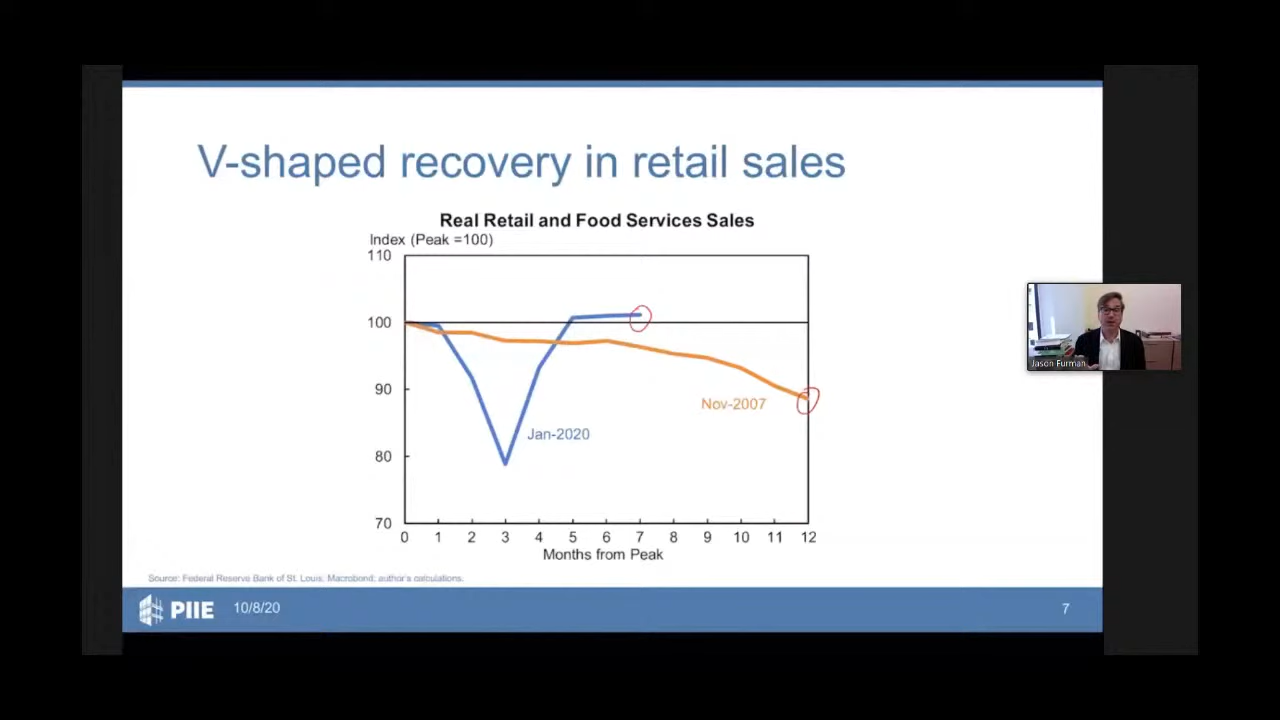 V-shaped recovery in retail sales
Real Retail and Food Services Sales
Index (Peak =100)
110
100
90
80
70
Nov-2007
Jan-2020
0 1 2 3 4 5 6 7 8 9 10 11 12
Months from Peak
Jason Furman
Source: Federal Reserve Bank of St. Louis, Macrobond; author's calculations.
PIIE 10/8/20 7